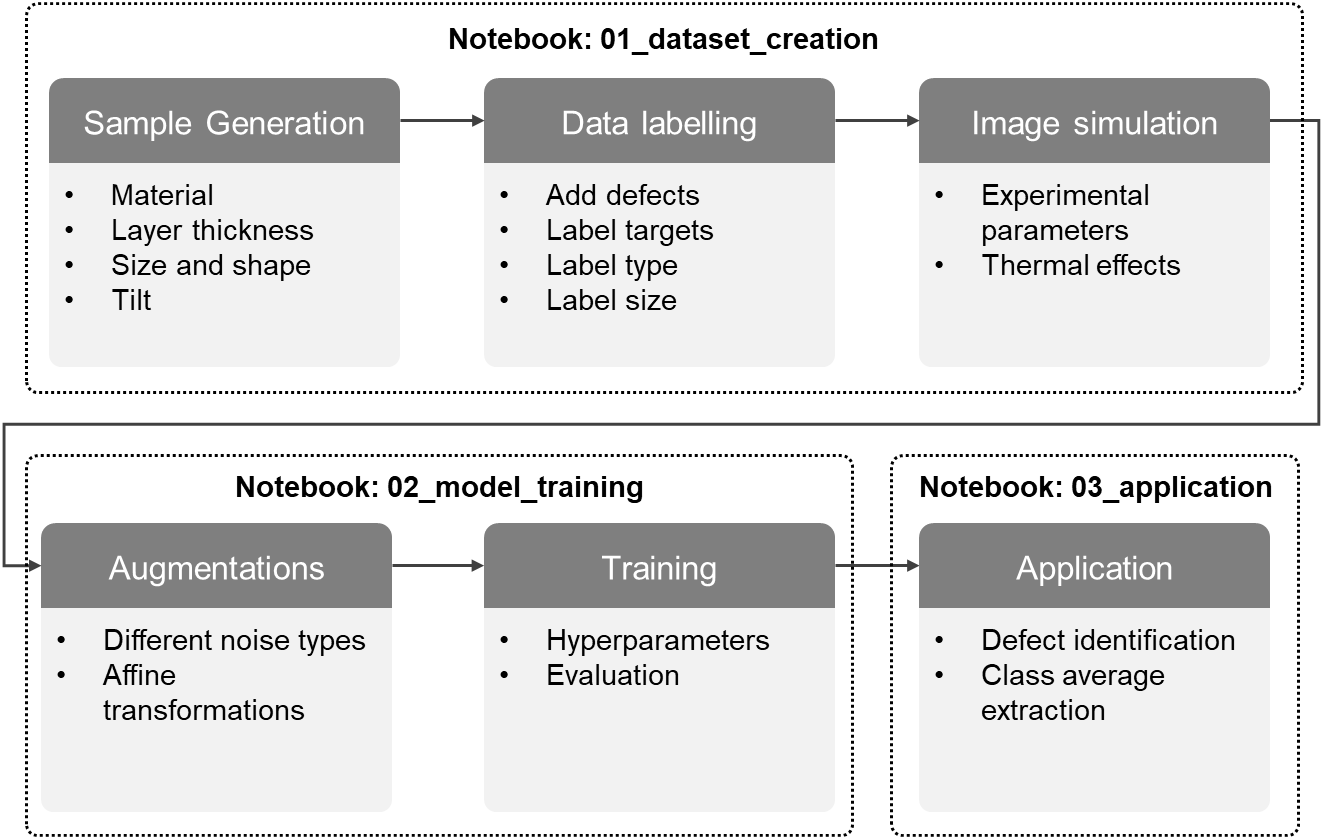 Notebook: 01_dataset_creation
Sample Generation
• Material
• Layer thickness
• Size and shape
• Tilt
Data labelling
• Add defects
• Label targets
• Label type
• Label size
Image simulation
• Experimental
parameters
• Thermal effects
Notebook: 02_model_training
Augmentations
• Different noise types
• Affine
transformations
Training
• Hyperparameters
• Evaluation
Notebook: 03_application
Application
• Defect identification
• Class average
extraction